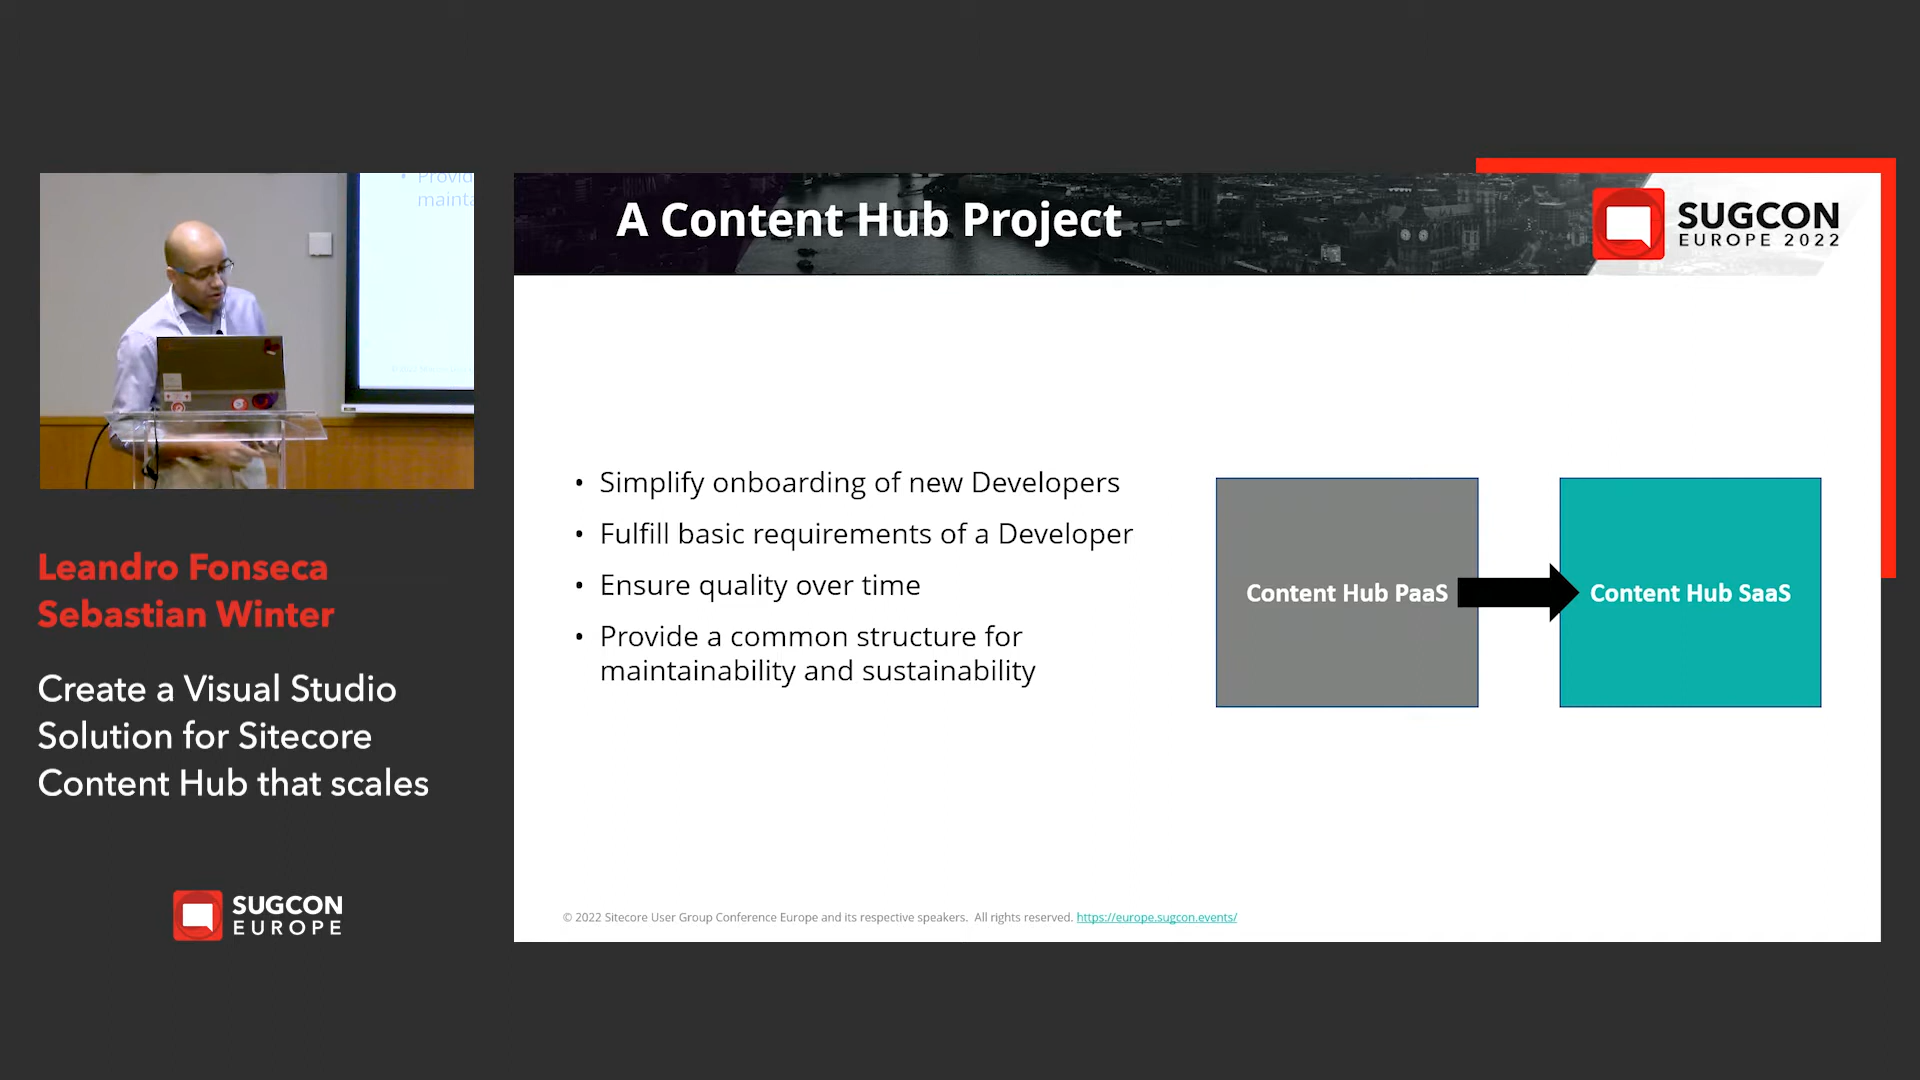 Provid
mainta
Leandro Fonseca
Sebastian Winter
Create a Visual Studio
Solution for Sitecore
Content Hub that scales
SUGCON
EUROPE
A Content Hub Project
SUGCON
EUROPE 2022
• Simplify onboarding of new Developers
• Fulfill basic requirements of a Developer
• Ensure quality over time
• Provide a common structure for
maintainability and sustainability
Content Hub PaaS
Content Hub SaaS
© 2022 Sitecore User Group Conference Europe and its respective speakers. All rights reserved. https://europe.sugcon.events/